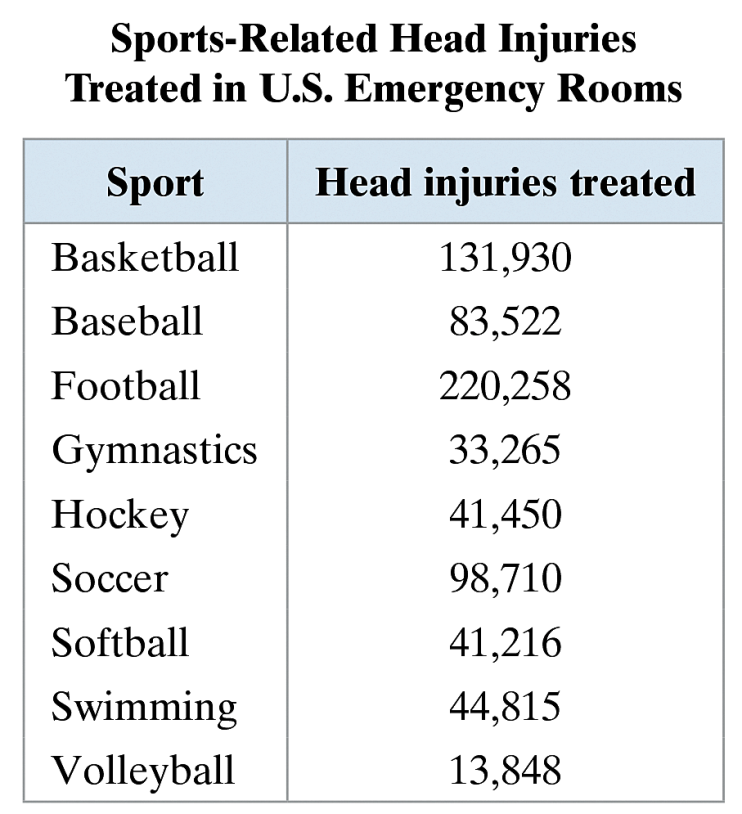 Sports-Related Head Injuries
Treated in U.S. Emergency Rooms
Sport Head injuries treated
Basketball 131,930
Baseball 83,522
Football 220,258
Gymnastics 33,265
Hockey 41,450
Soccer 98,710
Softball 41,216
Swimming 44,815
Volleyball 13,848